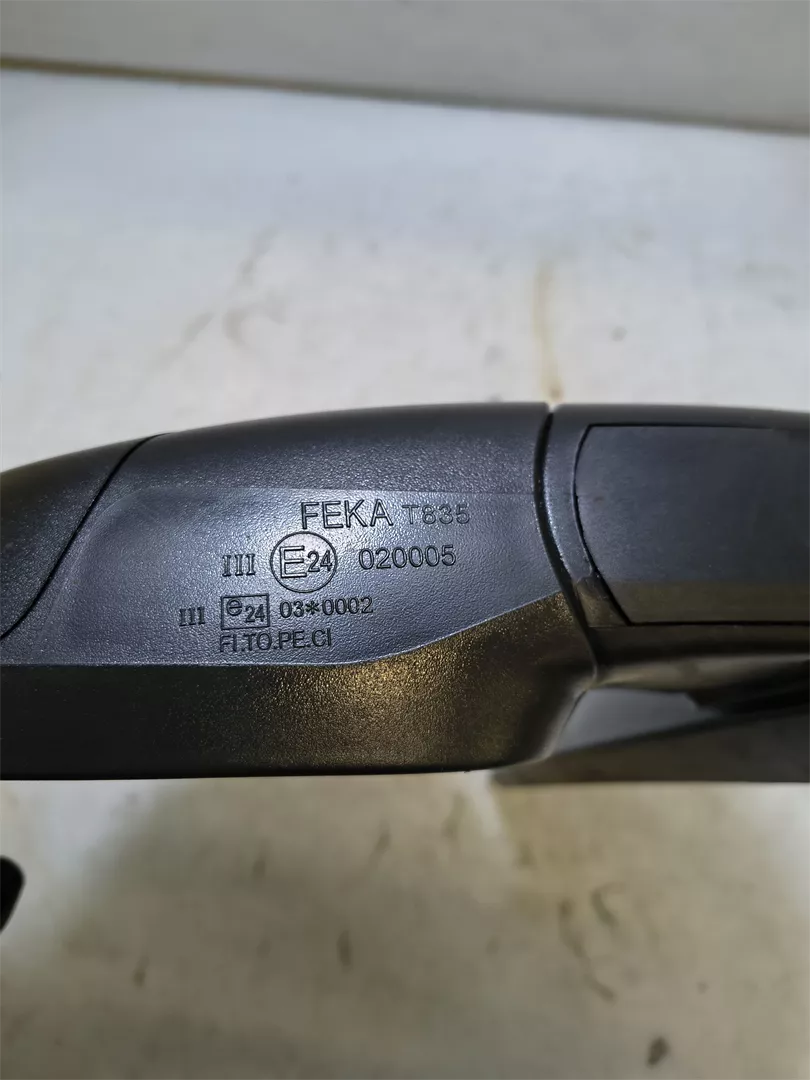 FEKA T835
III E24 020005
III e24 03*0002
FI.TO.PE.CI